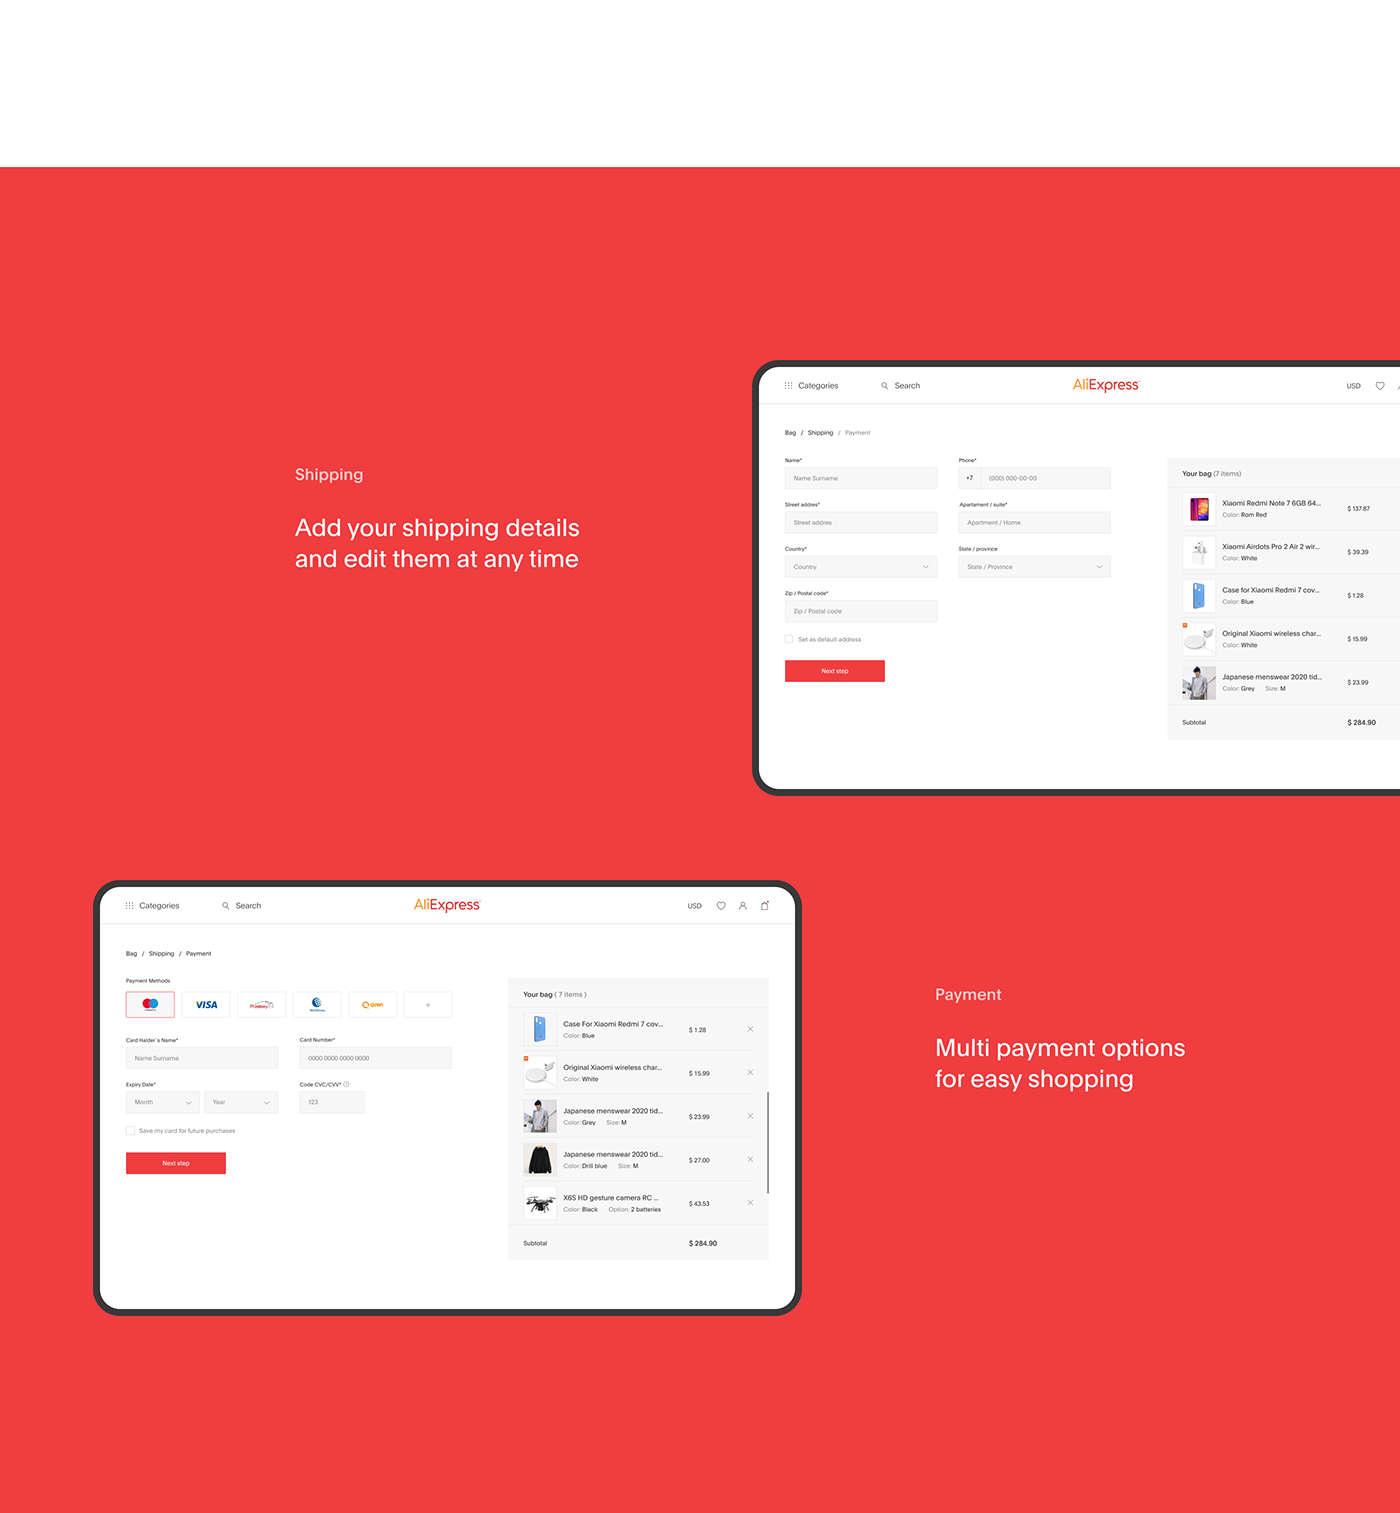 Categories
Search
AliExpress
USD
Bag / Shipping / Payment
Name*
Name Surname
Phone*
+7
(000) 000-00-00
Street addres*
Street addres
Apartament / suite*
Apartment / Home
Country*
Country
State / province
State / Province
Zip / Postal code*
Zip / Postal code
Set as default address
Next step
Your bag (7 items)
Xiaomi Redmi Note 7 6GB 64...
Color: Rom Red
$ 137.87
Xiaomi Airdots Pro 2 Air 2 wir...
Color: White
$ 39.39
Case for Xiaomi Redmi 7 cov...
Color: Blue
$ 1.28
Original Xiaomi wireless char...
Color: White
$ 15.99
Japanese menswear 2020 tid...
Color: Grey Size: M
$ 23.99
Subtotal
$ 284.90
Shipping
Add your shipping details
and edit them at any time
Categories
Search
AliExpress
USD
Bag / Shipping / Payment
Payment Methods
VISA
WebMoney
QIWI
+
Card Halder`s Name*
Name Surname
Card Number*
0000 0000 0000 0000
Expiry Date*
Month
Year
Code CVC/CVV*
123
Save my card for future purchases
Next step
Your bag ( 7 items )
Case For Xiaomi Redmi 7 cov...
Color: Blue
$ 1.28
Original Xiaomi wireless char...
Color: White
$ 15.99
Japanese menswear 2020 tid...
Color: Grey Size: M
$ 23.99
Japanese menswear 2020 tid...
Color: Drill blue Size: M
$ 27.00
X6S HD gesture camera RC ...
Color: Black Option: 2 batteries
$ 43.53
Subtotal
$ 284.90
Payment
Multi payment options
for easy shopping